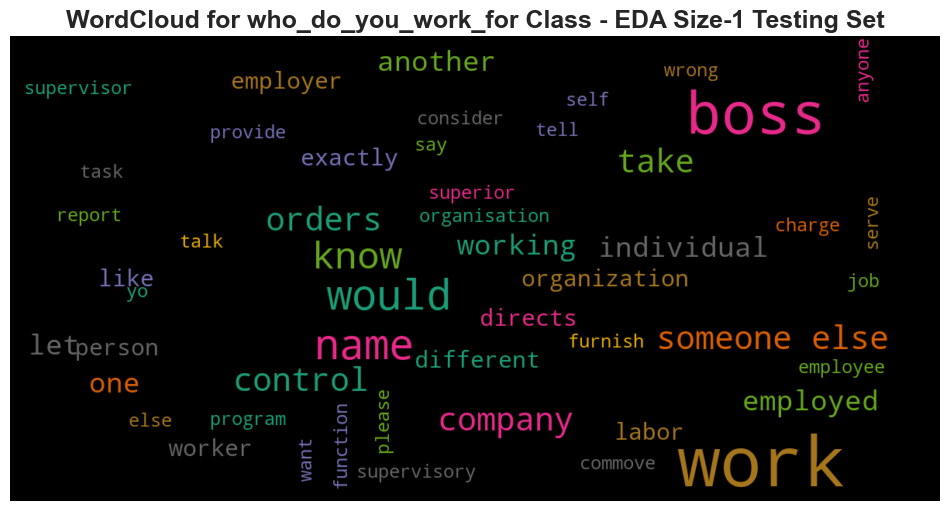 WordCloud for who_do_you_work_for Class - EDA Size-1 Testing Set
another
wrong
anyone
employer
supervisor
boss
self
consider
provide
tell
say
exactly
take
task
superior
report
orders
organisation
serve
charge
talk
know
working
individual
like
yo
organization
job
would
directs
name
furnish
someone else
let
person
different
employee
one
control
employed
else
program
please
company
labor
worker
want
function
supervisory
commove
work